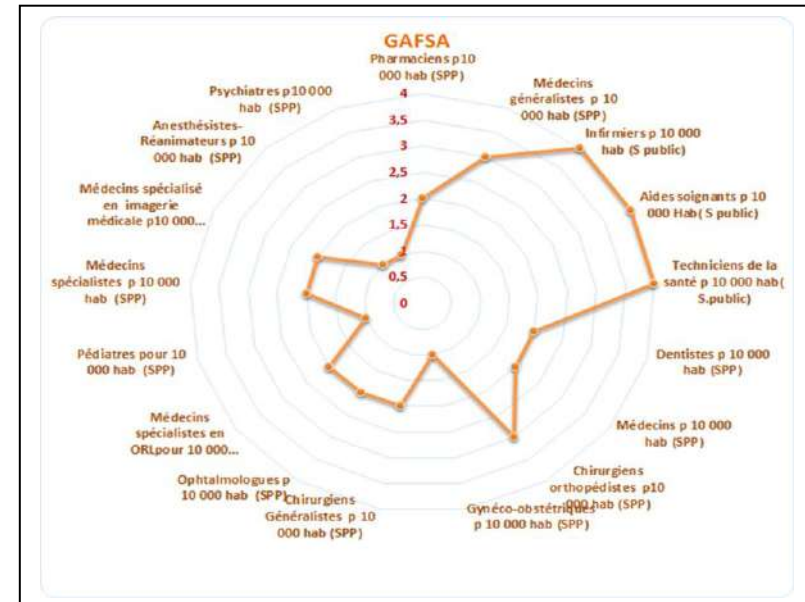 GAFSA
Pharmaciens p10
000 hab (SPP)
Médecins
généralistes p 10
000 hab (SPP)
Infirmiers p 10 000
hab (S public)
Aides soignants p 10
000 Hab( S public)
Techniciens de la
santé p 10 000 hab(
S.public)
Dentistes p 10 000
hab (SPP)
Médecins p 10 000
hab (SPP)
Chirurgiens
orthopédistes p10
000 hab (SPP)
Gynéco-obstétriques
p 10 000 hab (SPP)
Chirurgiens
Généralistes p 10
000 hab (SPP)
Ophtalmologues p
10 000 hab (SPP)
Médecins
spécialistes en
ORLpour 10 000...
Pédiatres pour 10
000 hab (SPP)
Médecins
spécialistes p 10 000
hab (SPP)
Médecins spécialisé
en imagerie
médicale p10 000...
Anesthésistes-
Réanimateurs p 10
000 hab (SPP)
Psychiatres p10 000
hab (SPP)
4
3,5
3
2,5
2
1,5
1
0,5
0